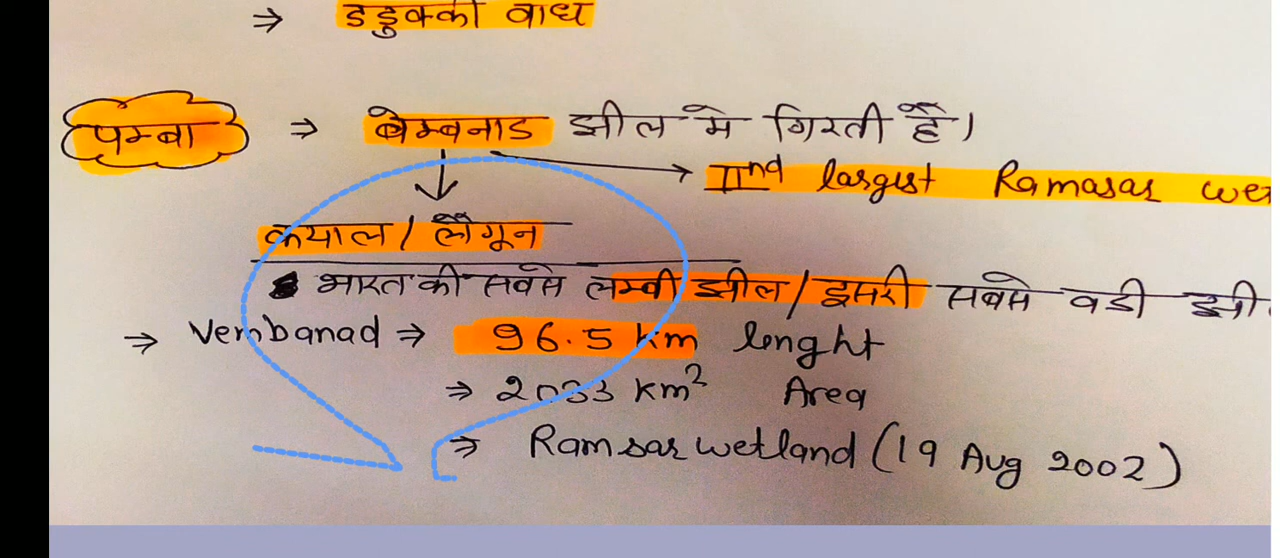 ⇒ इडुक्की बांध
पम्बा ⇒ वेम्बनाड झील मे गिरती है।
IInd largest Ramasar we
कयाल / लैगून
भारत की सबसे लम्बी झील / दूसरी सबसे बडी झी
⇒ Vembanad ⇒ 96.5 km lenght
⇒ 2033 km² Area
⇒ Ramsar wetland (19 Aug 2002)